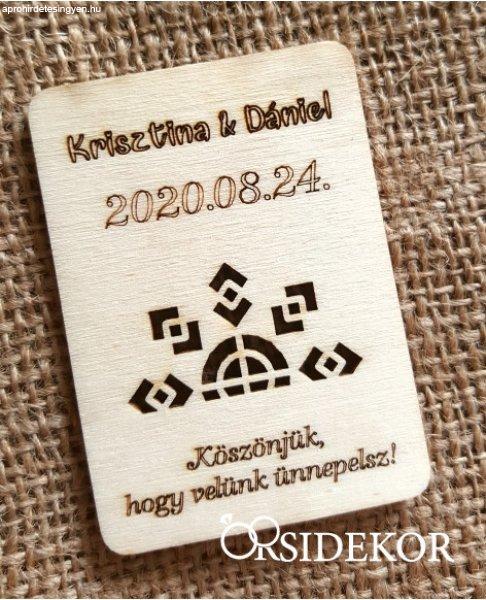 aprohirdetesingyen.hu
Krisztina & Dániel
2020.08.24.
Köszönjük,
hogy velünk ünnepelsz!
ORSIDEKOR